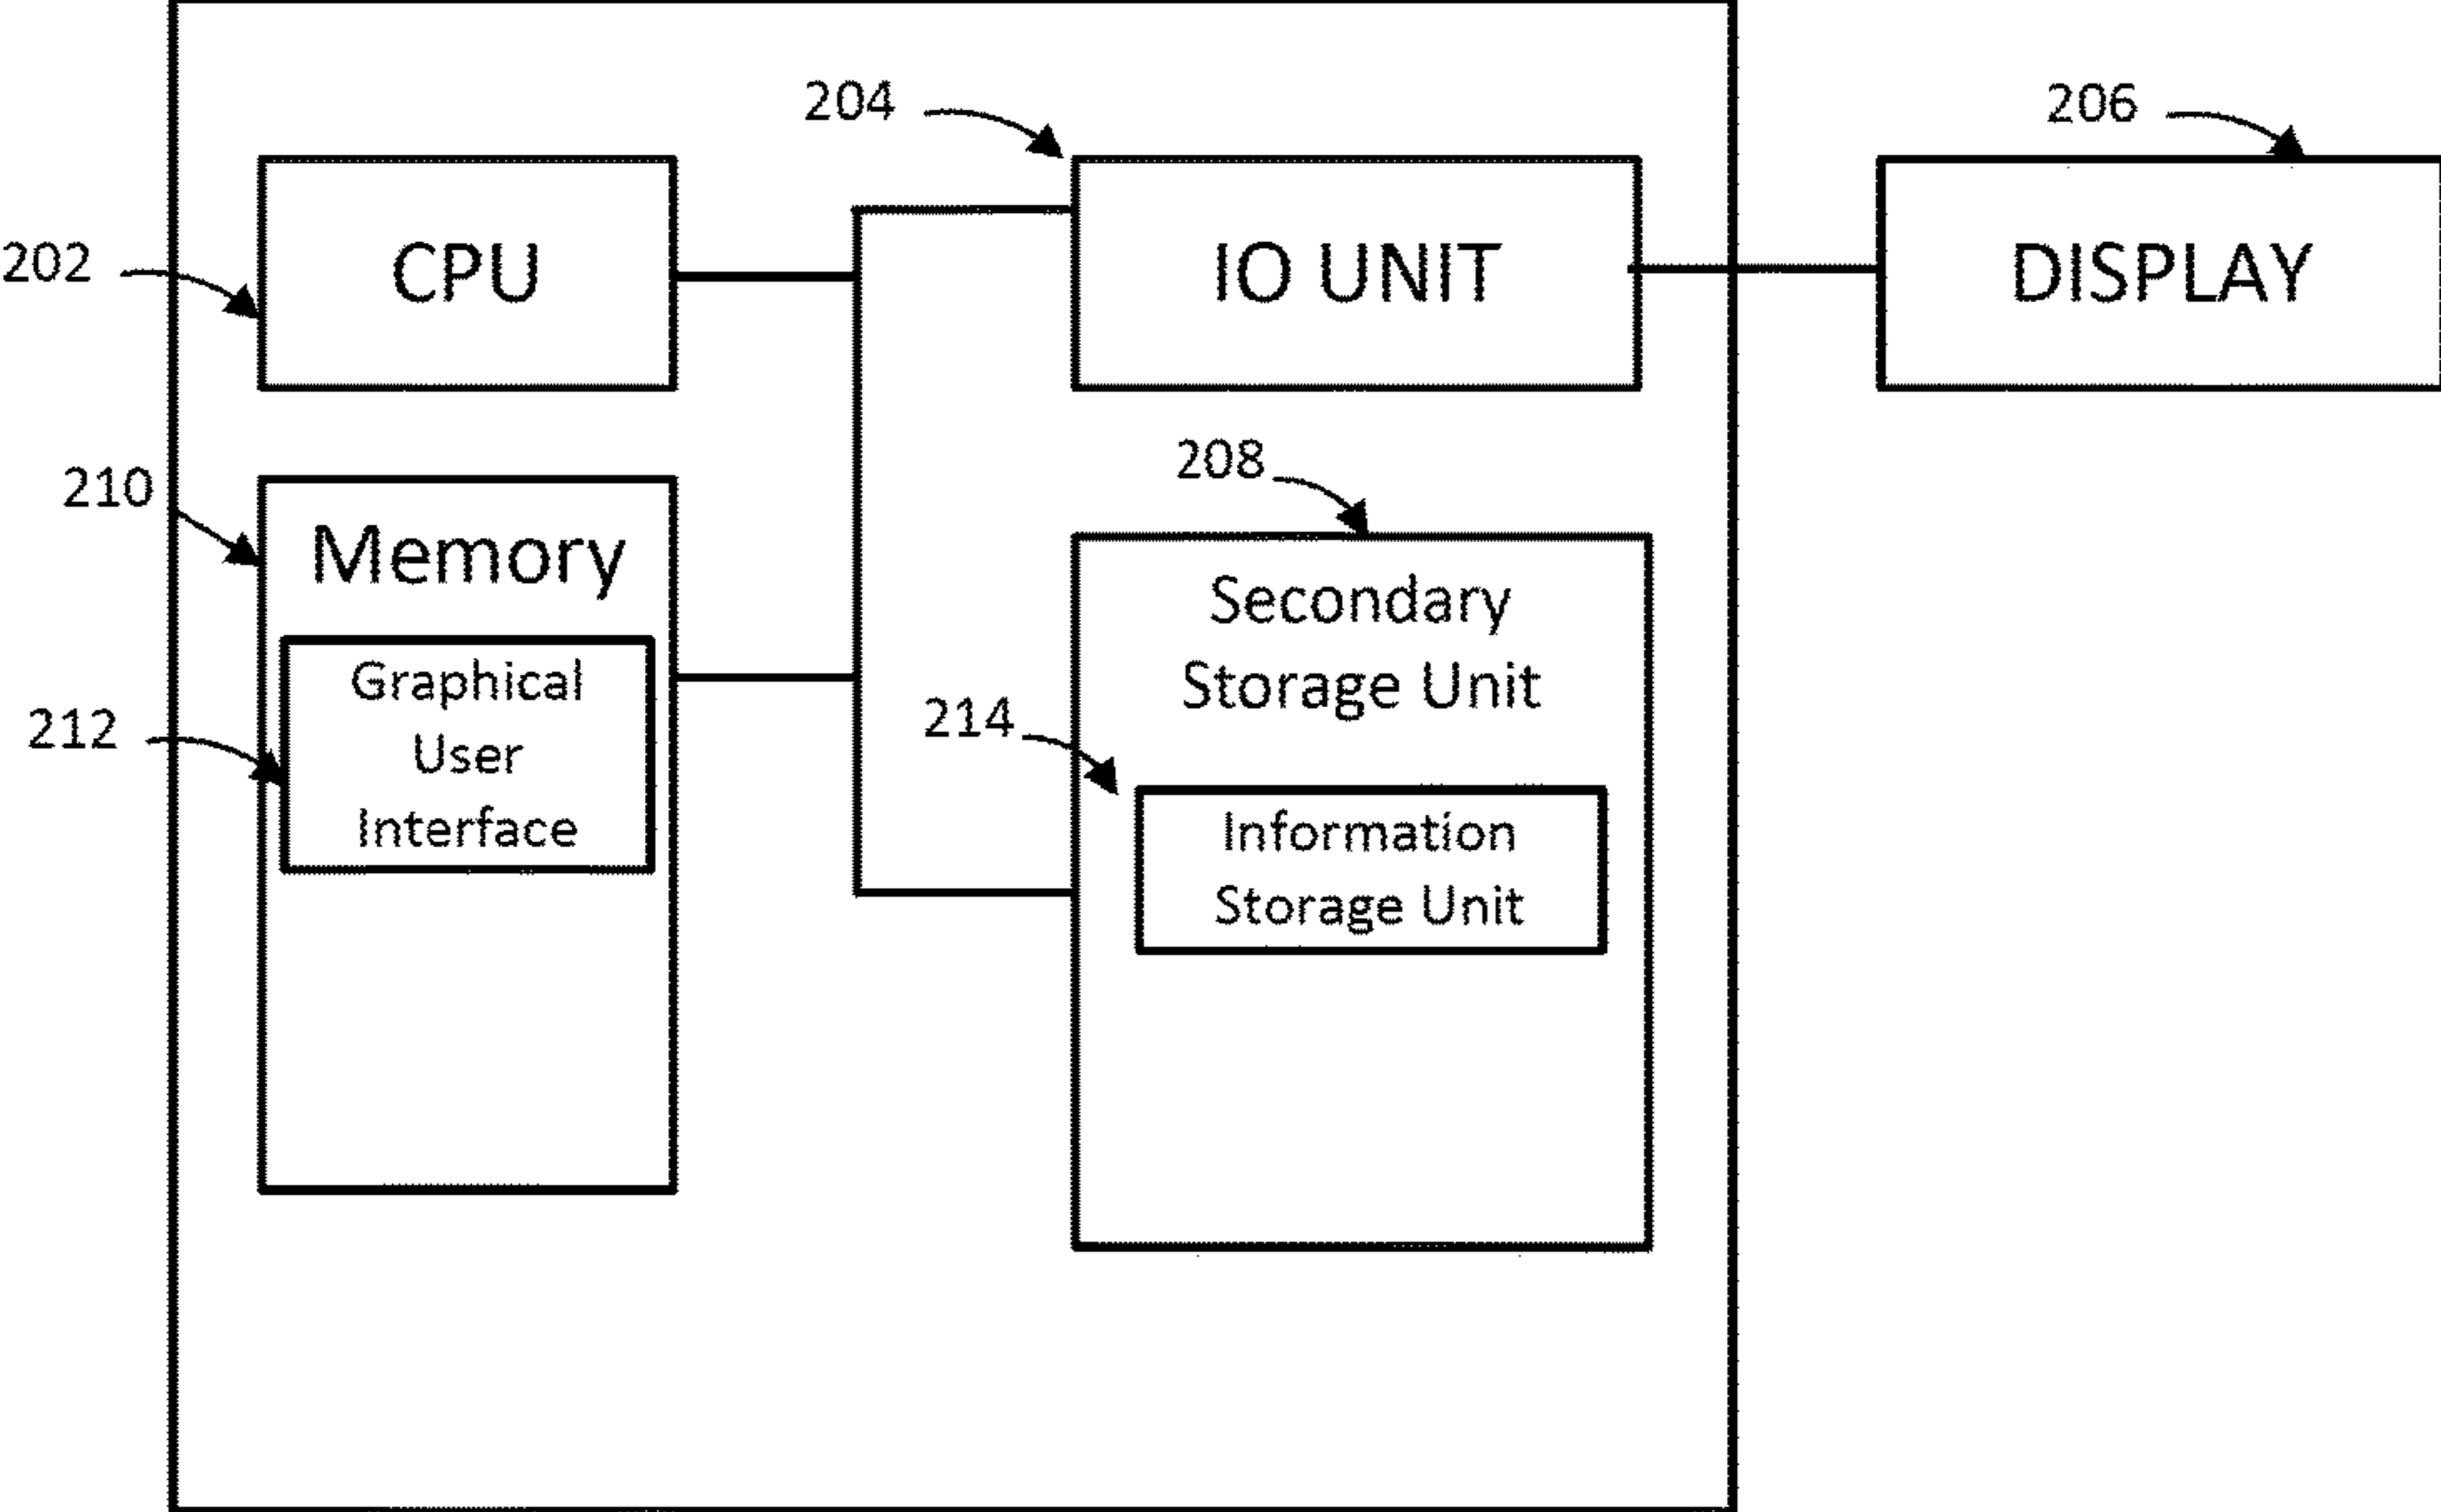 204
206
202
CPU
IO UNIT
DISPLAY
208
210
Memory
Secondary
Storage Unit
Graphical
User
Interface
212
214
Information
Storage Unit